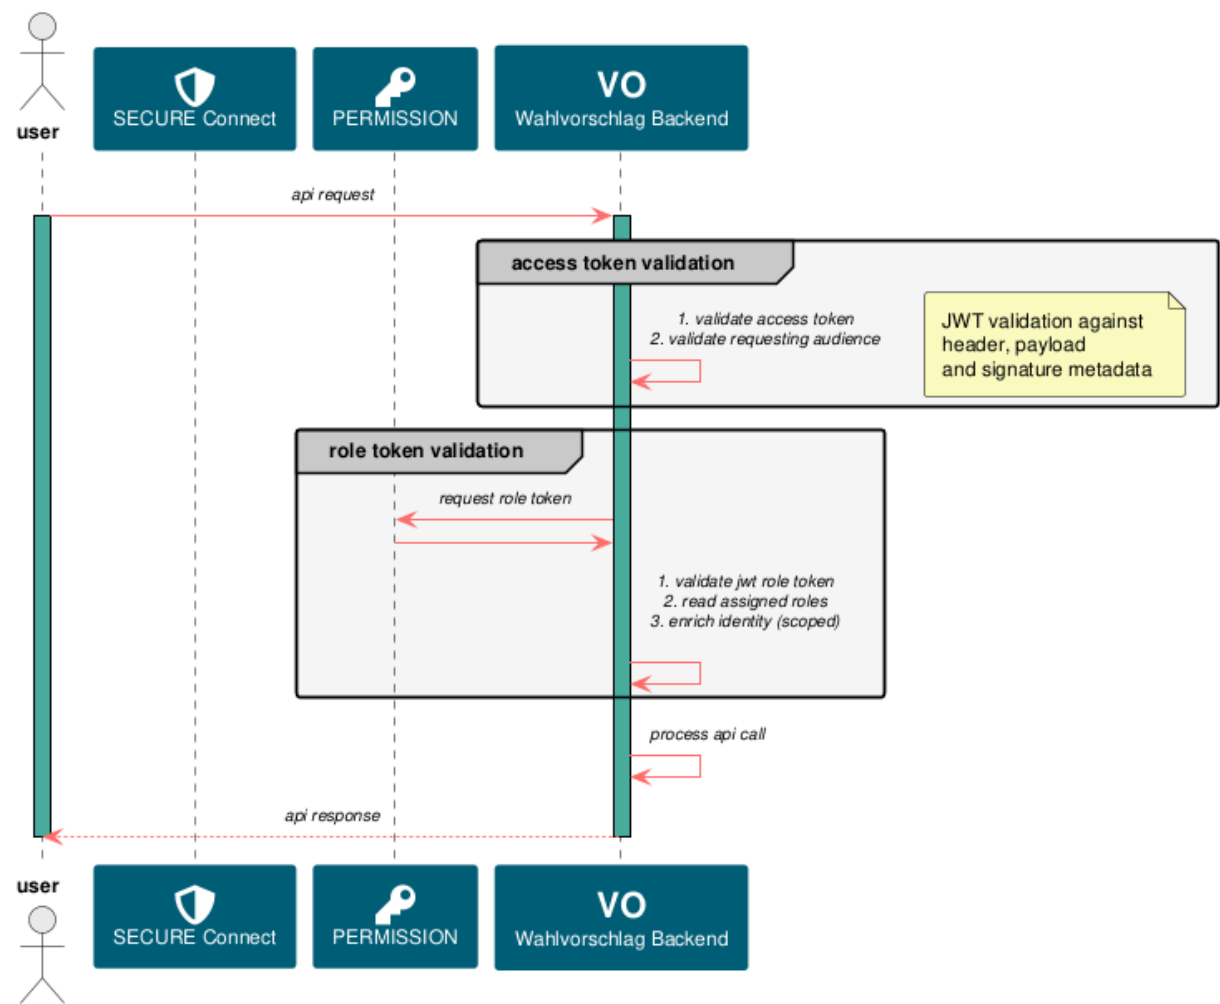 user
SECURE Connect
PERMISSION
VO
Wahlvorschlag Backend
api request
access token validation
1. validate access token
2. validate requesting audience
JWT validation against
header, payload
and signature metadata
role token validation
request role token
1. validate jwt role token
2. read assigned roles
3. enrich identity (scoped)
process api call
api response
user
SECURE Connect
PERMISSION
VO
Wahlvorschlag Backend